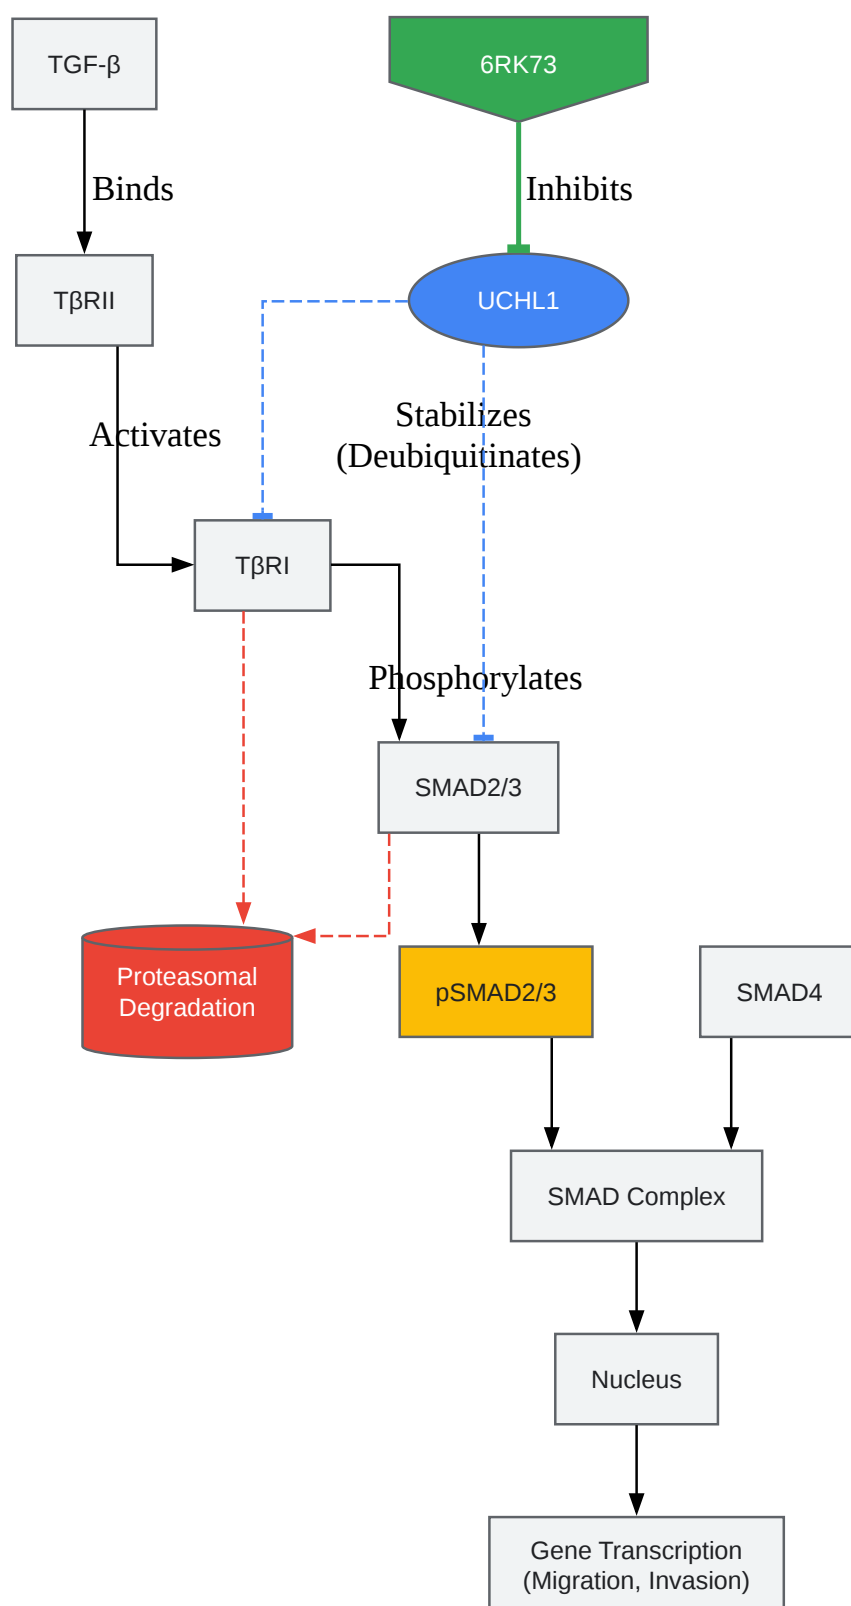 TGF-β
6RK73
Binds
Inhibits
TβRII
UCHL1
Activates
Stabilizes
(Deubiquitinates)
TβRI
Phosphorylates
SMAD2/3
Proteasomal
Degradation
pSMAD2/3
SMAD4
SMAD Complex
Nucleus
Gene Transcription
(Migration, Invasion)